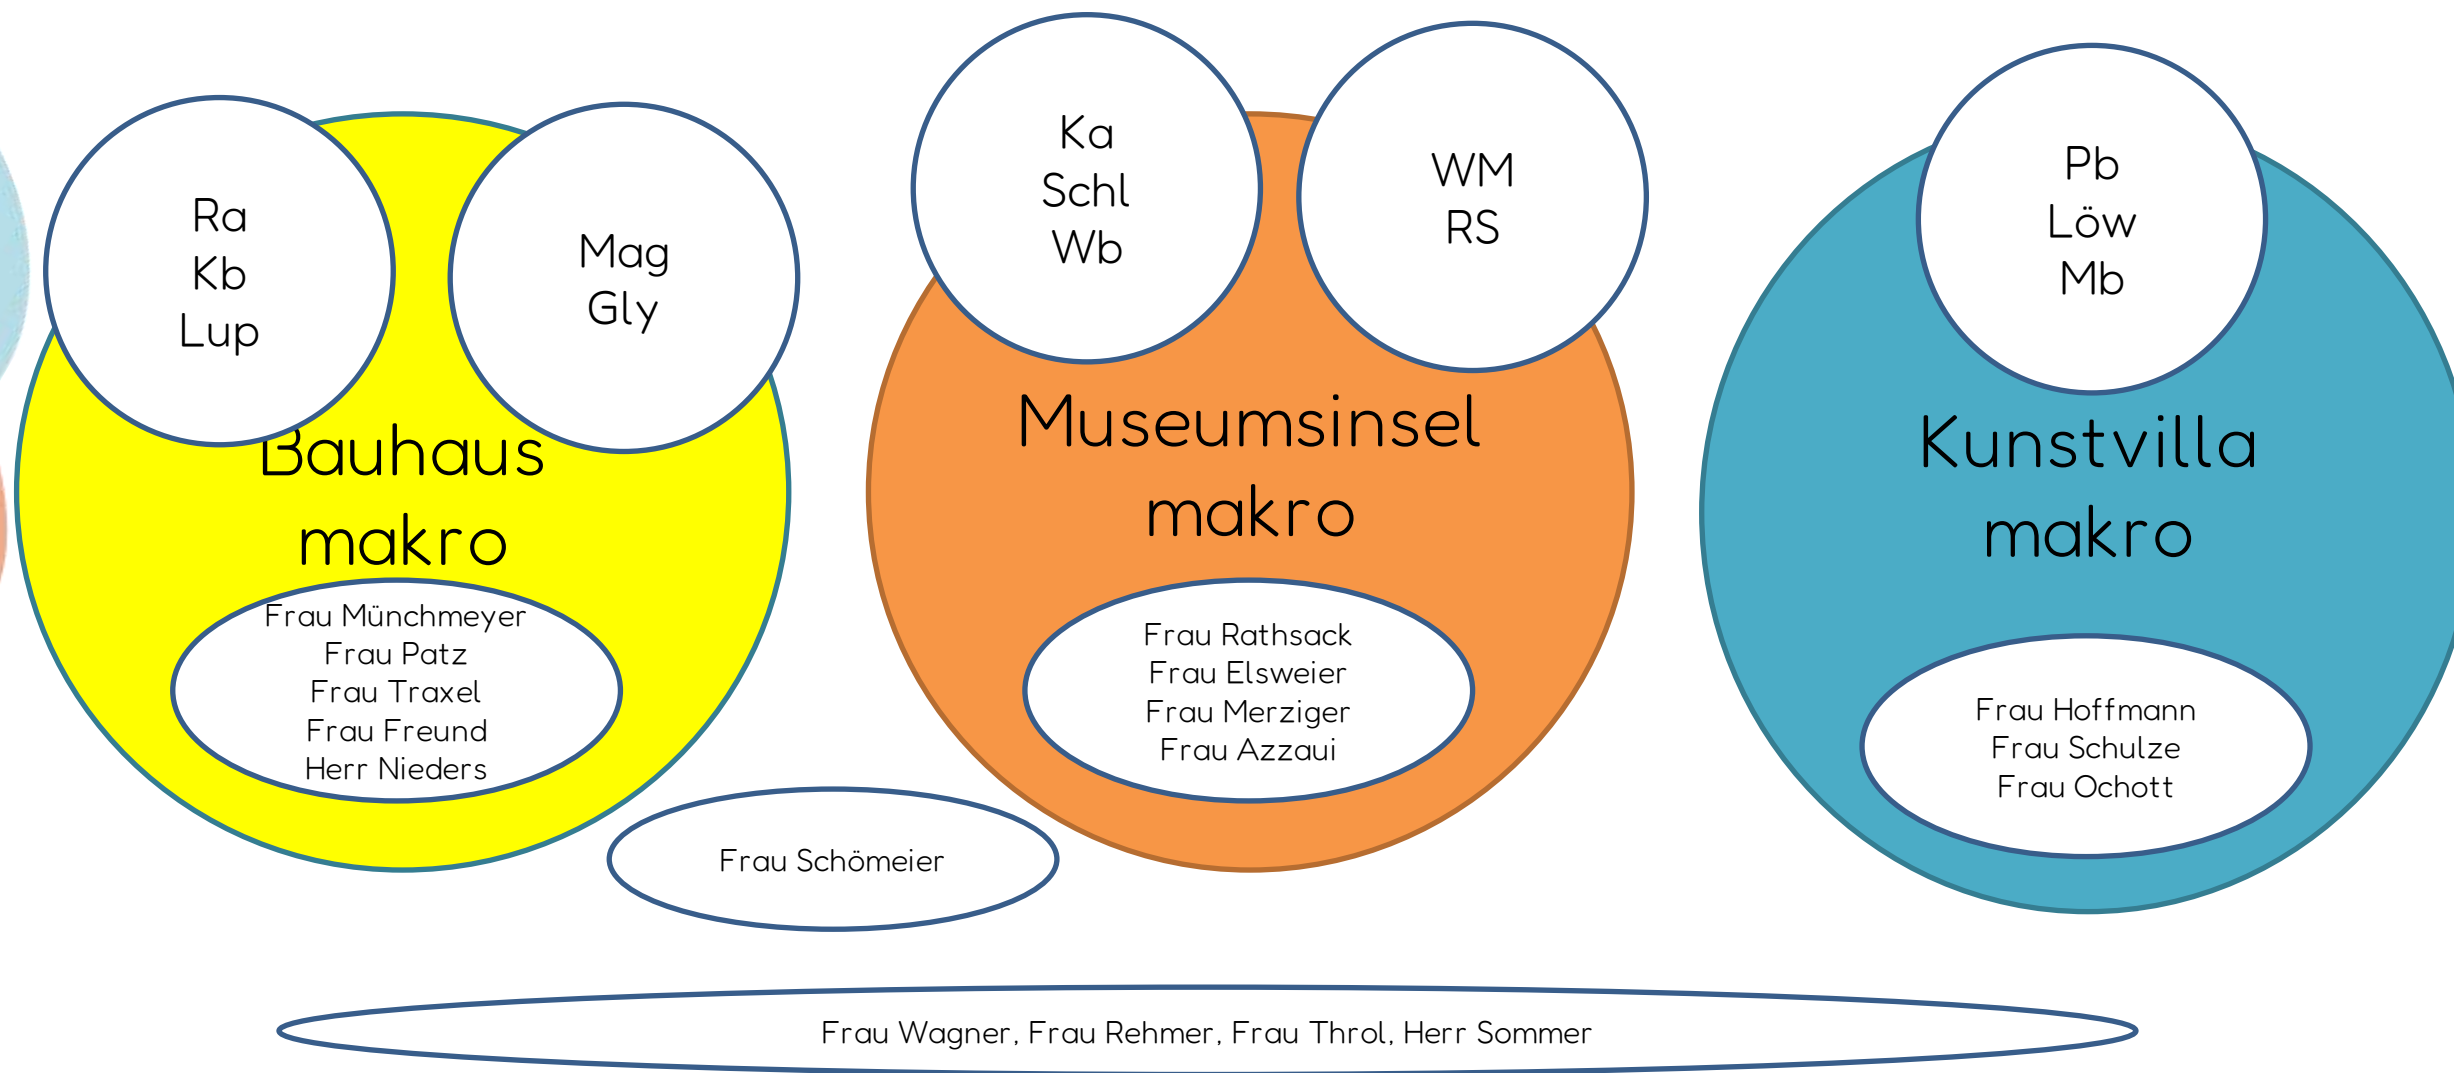 Ra
Kb
Lup
Mag
Gly
Bauhaus
makro
Frau Münchmeyer
Frau Patz
Frau Traxel
Frau Freund
Herr Nieders
Ka
Schl
Wb
WM
RS
Museumsinsel
makro
Frau Rathsack
Frau Elsweier
Frau Merziger
Frau Azzaui
Pb
Löw
Mb
Kunstvilla
makro
Frau Hoffmann
Frau Schulze
Frau Ochott
Frau Schömeier
Frau Wagner, Frau Rehmer, Frau Throl, Herr Sommer